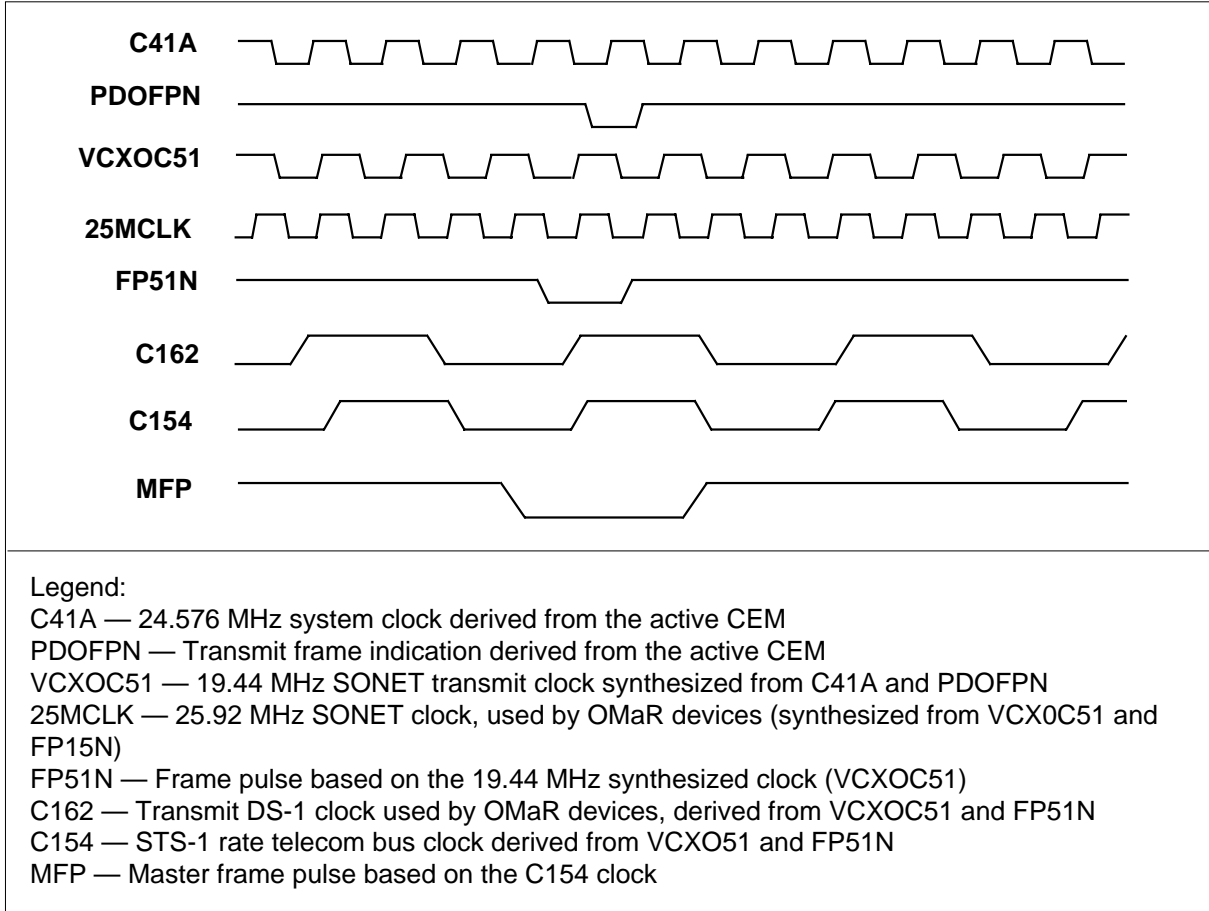 C41A
PDOFPN
VCXOC51
25MCLK
FP51N
C162
C154
MFP
Legend:
C41A — 24.576 MHz system clock derived from the active CEM
PDOFPN — Transmit frame indication derived from the active CEM
VCXOC51 — 19.44 MHz SONET transmit clock synthesized from C41A and PDOFPN
25MCLK — 25.92 MHz SONET clock, used by OMaR devices (synthesized from VCX0C51 and
FP15N)
FP51N — Frame pulse based on the 19.44 MHz synthesized clock (VCXOC51)
C162 — Transmit DS-1 clock used by OMaR devices, derived from VCXOC51 and FP51N
C154 — STS-1 rate telecom bus clock derived from VCXO51 and FP51N
MFP — Master frame pulse based on the C154 clock